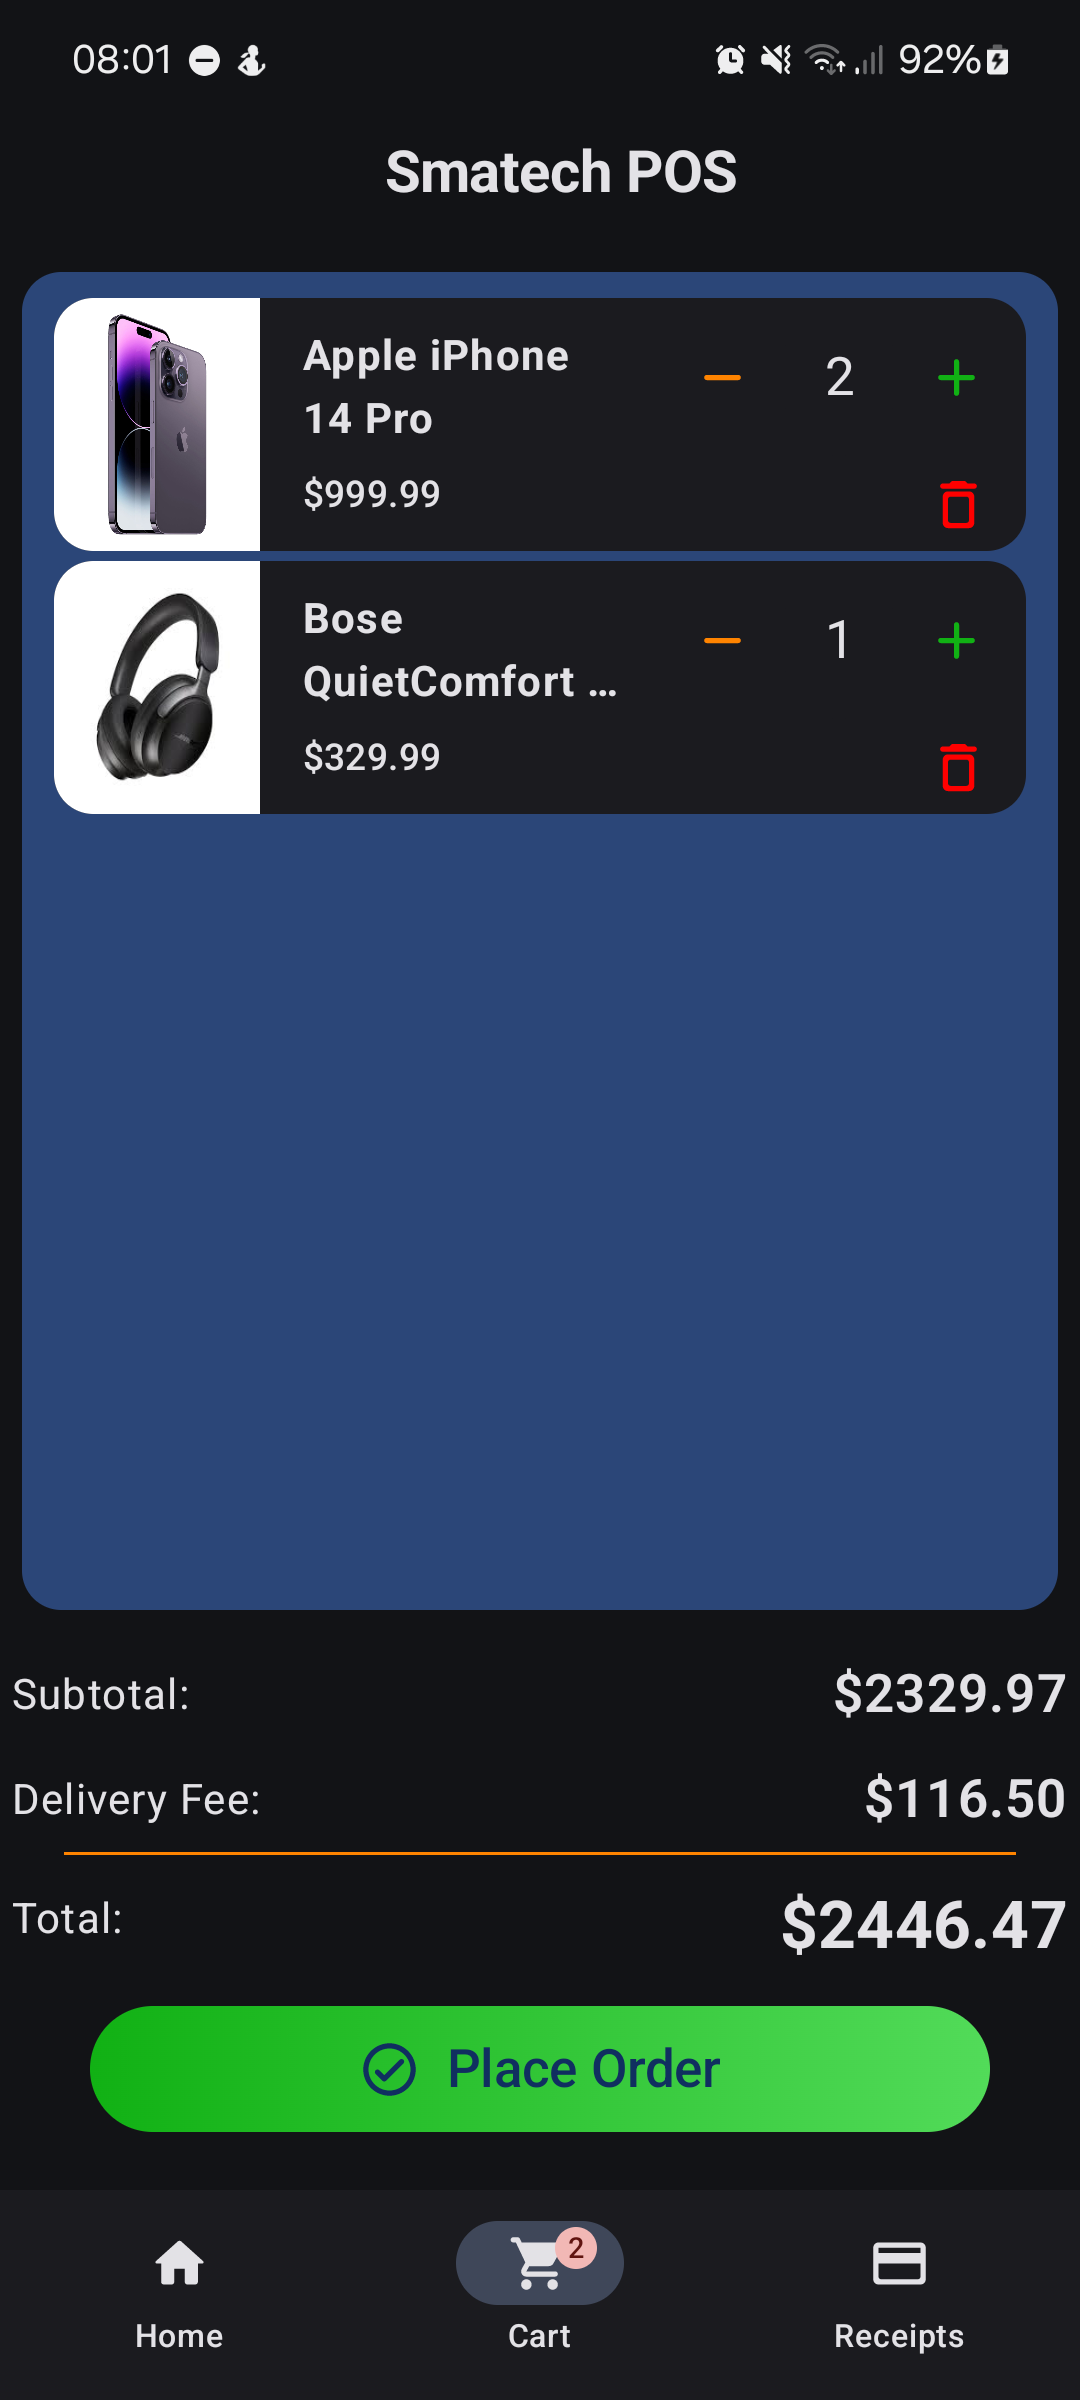 08:01
92%
Smatech POS
Apple iPhone
14 Pro
$999.99
2
Bose
QuietComfort ...
$329.99
1
Subtotal:
$2329.97
Delivery Fee:
$116.50
Total:
$2446.47
Place Order
2
Home
Cart
Receipts